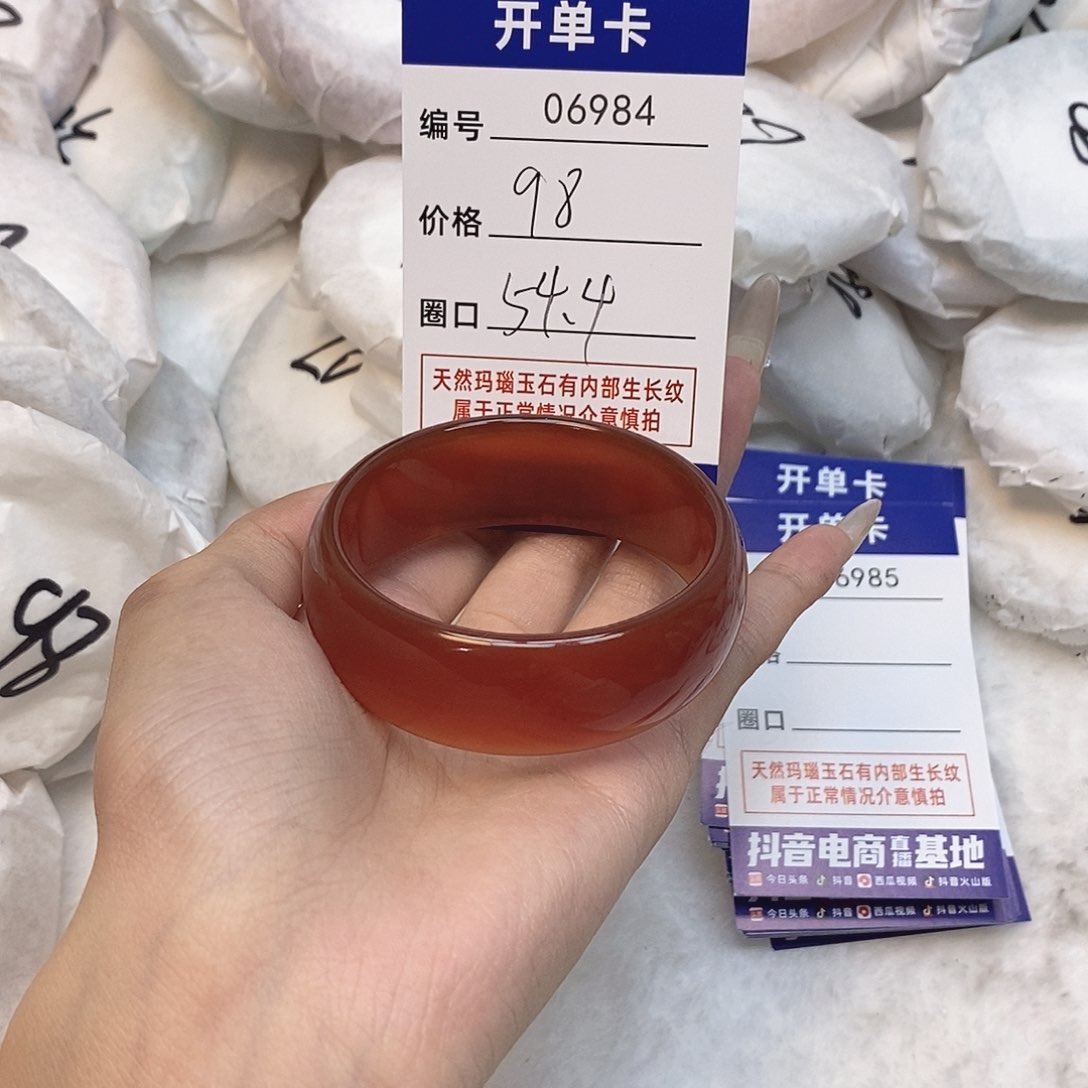 开单卡
编号 06984
价格 98
圈口 54.4
天然玛瑙玉石有内部生长纹
属于正常情况介意慎拍
开单卡
开单卡
6985
圈口
天然玛瑙玉石有内部生长纹
属于正常情况介意慎拍
抖音电商直播基地
今日头条 抖音 西瓜视频 抖音火山版
今日头条 抖音 西瓜视频 抖音火山版